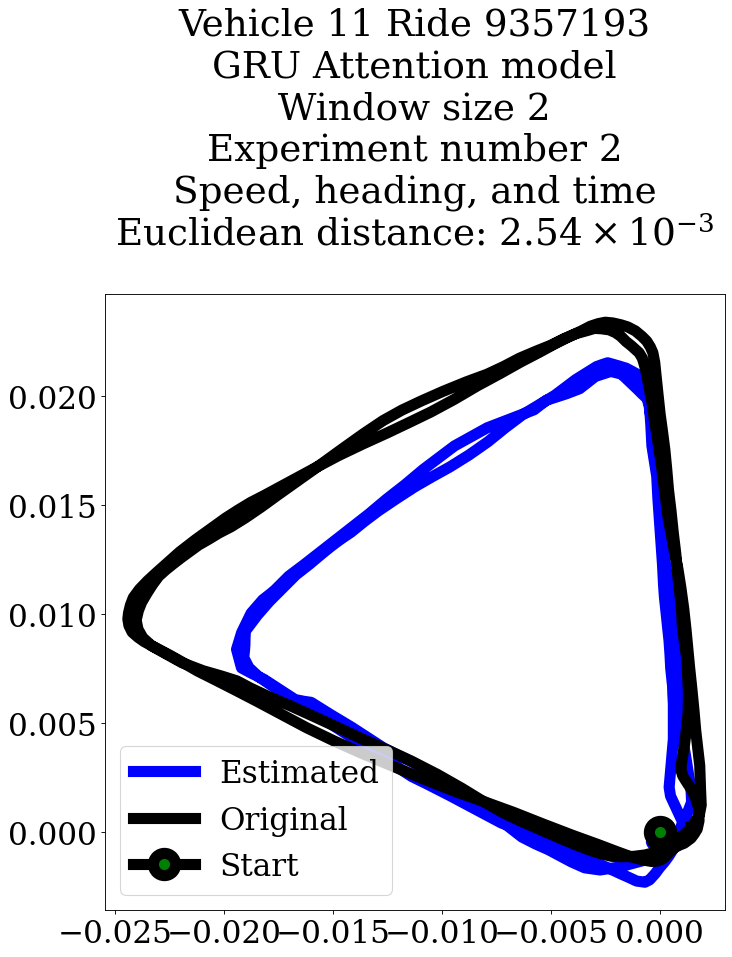 Vehicle 11 Ride 9357193
GRU Attention model
Window size 2
Experiment number 2
Speed, heading, and time
Euclidean distance: 2.54 × 10⁻³
0.020
0.015
0.010
0.005
0.000
Estimated
Original
Start
−0.025 −0.020 −0.015 −0.010 −0.005 0.000